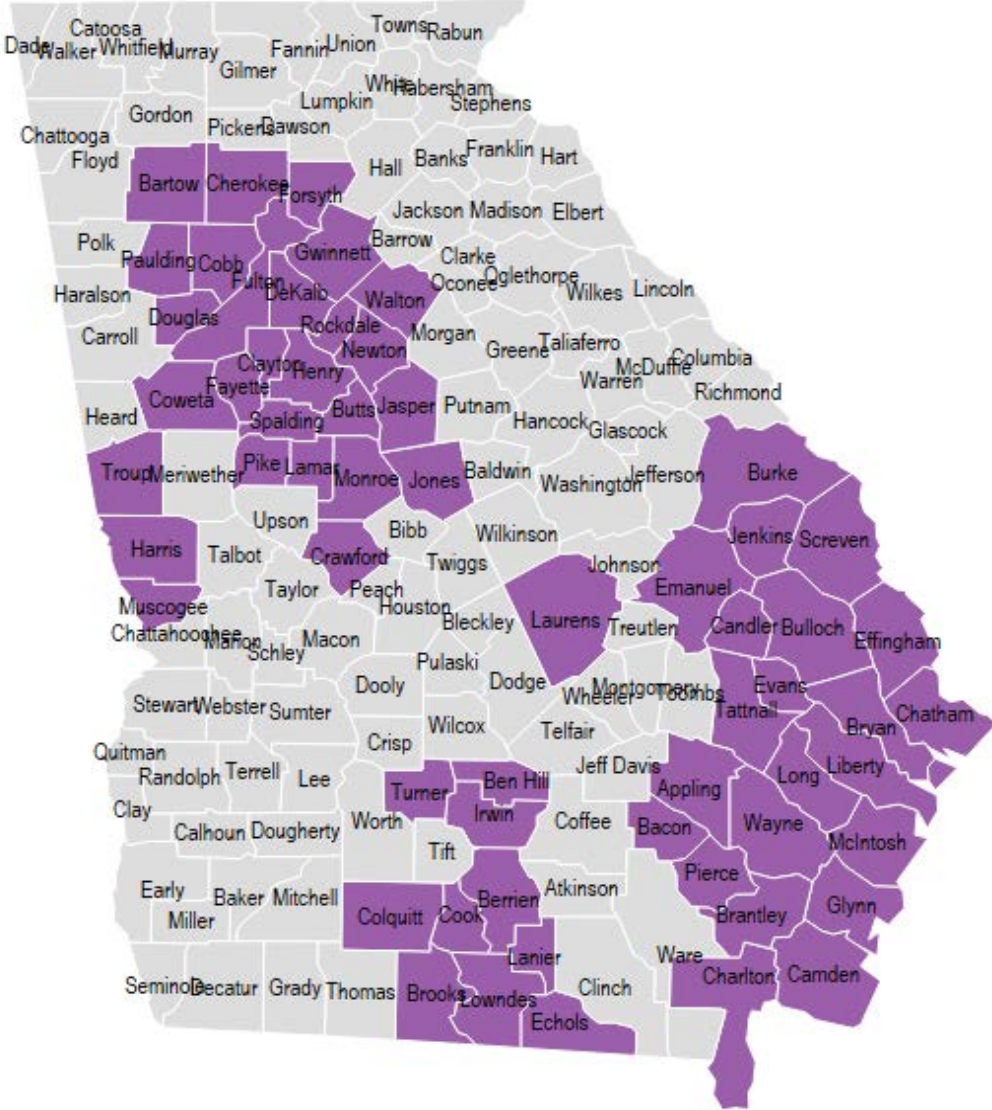 Towns
Rabun
Catoosa
Union
Fannin
Dade
Walker
Whitfield
Murray
Gilmer
White
Habersham
Lumpkin
Stephens
Gordon
Pickens
Dawson
Chattooga
Floyd
Hall
Banks
Franklin
Hart
Bartow
Cherokee
Forsyth
Jackson
Madison
Elbert
Polk
Barrow
Paulding
Cobb
Gwinnett
Clarke
Fulton
DeKalb
Oconee
Oglethorpe
Haralson
Walton
Wilkes
Lincoln
Douglas
Rockdale
Carroll
Morgan
Newton
Greene
Taliaferro
Clayton
Henry
McDuffie
Columbia
Fayette
Warren
Richmond
Coweta
Butts
Jasper
Putnam
Heard
Spalding
Hancock
Glascock
Troup
Meriwether
Pike
Lamar
Monroe
Jones
Baldwin
Washington
Jefferson
Burke
Upson
Bibb
Wilkinson
Jenkins
Screven
Harris
Talbot
Crawford
Twiggs
Johnson
Taylor
Peach
Emanuel
Muscogee
Houston
Laurens
Chattahoochee
Marion
Schley
Macon
Bleckley
Treutlen
Candler
Bulloch
Effingham
Pulaski
Dooly
Dodge
Wheeler
Montgomery
Toombs
Evans
Stewart
Webster
Sumter
Tattnall
Chatham
Wilcox
Telfair
Bryan
Quitman
Crisp
Randolph
Terrell
Lee
Jeff Davis
Long
Liberty
Ben Hill
Turner
Appling
Clay
Calhoun
Dougherty
Worth
Irwin
Coffee
Bacon
Wayne
McIntosh
Tift
Pierce
Early
Baker
Mitchell
Atkinson
Berrien
Miller
Colquitt
Cook
Brantley
Glynn
Lanier
Ware
Seminole
Decatur
Grady
Thomas
Brooks
Lowndes
Clinch
Charlton
Camden
Echols